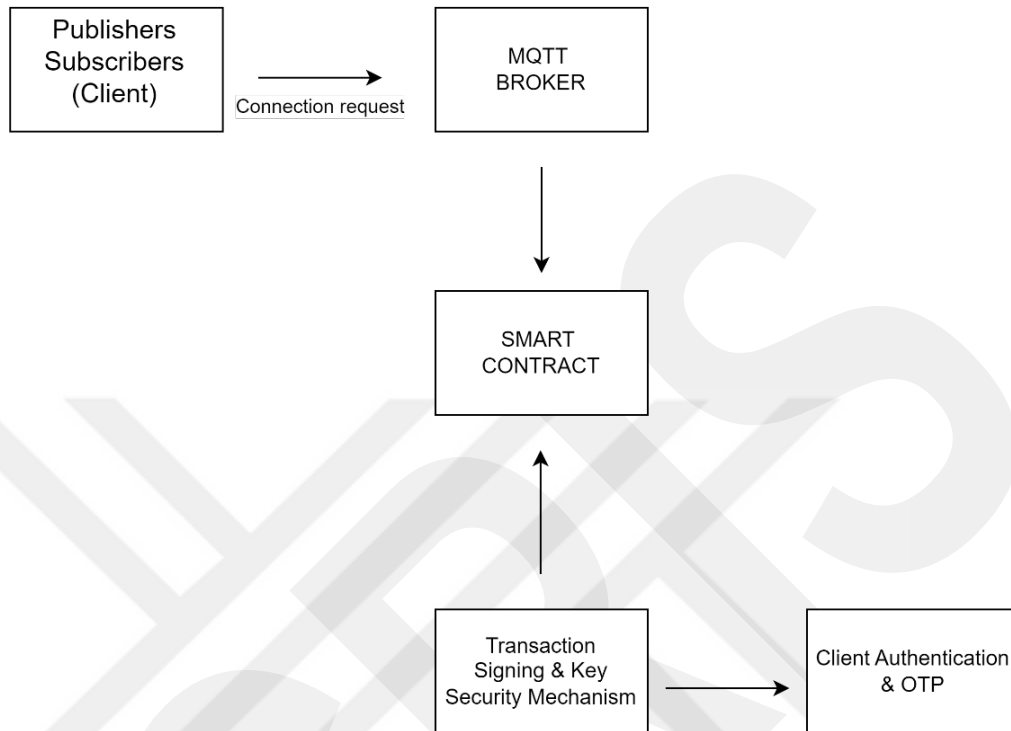 Publishers
Subscribers
(Client)
Connection request
MQTT
BROKER
SMART
CONTRACT
Transaction
Signing & Key
Security Mechanism
Client Authentication
& OTP